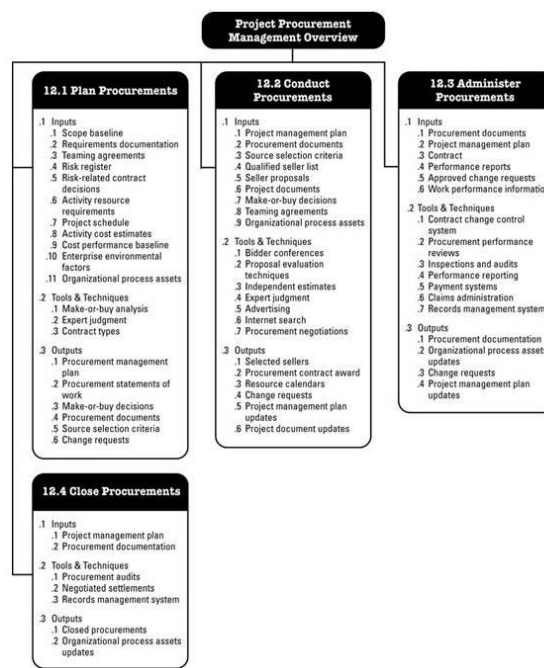 Project Procurement
Management Overview
12.1 Plan Procurements
.1 Inputs
.1 Scope baseline
.2 Requirements documentation
.3 Teaming agreements
.4 Risk register
.5 Risk-related contract
decisions
.6 Activity resource
requirements
.7 Project schedule
.8 Activity cost estimates
.9 Cost performance baseline
.10 Enterprise environmental
factors
.11 Organizational process assets
.2 Tools & Techniques
.1 Make-or-buy analysis
.2 Expert judgment
.3 Contract types
.3 Outputs
.1 Procurement management
plan
.2 Procurement statements of
work
.3 Make-or-buy decisions
.4 Procurement documents
.5 Source selection criteria
.6 Change requests
12.2 Conduct
Procurements
.1 Inputs
.1 Project management plan
.2 Procurement documents
.3 Source selection criteria
.4 Qualified seller list
.5 Seller proposals
.6 Project documents
.7 Make-or-buy decisions
.8 Teaming agreements
.9 Organizational process assets
.2 Tools & Techniques
.1 Bidder conferences
.2 Proposal evaluation
techniques
.3 Independent estimates
.4 Expert judgment
.5 Advertising
.6 Internet search
.7 Procurement negotiations
.3 Outputs
.1 Selected sellers
.2 Procurement contract award
.3 Resource calendars
.4 Change requests
.5 Project management plan
updates
.6 Project document updates
12.3 Administer
Procurements
.1 Inputs
.1 Procurement documents
.2 Project management plan
.3 Contract
.4 Performance reports
.5 Approved change requests
.6 Work performance information
.2 Tools & Techniques
.1 Contract change control
system
.2 Procurement performance
reviews
.3 Inspections and audits
.4 Performance reporting
.5 Payment systems
.6 Claims administration
.7 Records management system
.3 Outputs
.1 Procurement documentation
.2 Organizational process assets
updates
.3 Change requests
.4 Project management plan
updates
12.4 Close Procurements
.1 Inputs
.1 Project management plan
.2 Procurement documentation
.2 Tools & Techniques
.1 Procurement audits
.2 Negotiated settlements
.3 Records management system
.3 Outputs
.1 Closed procurements
.2 Organizational process assets
updates